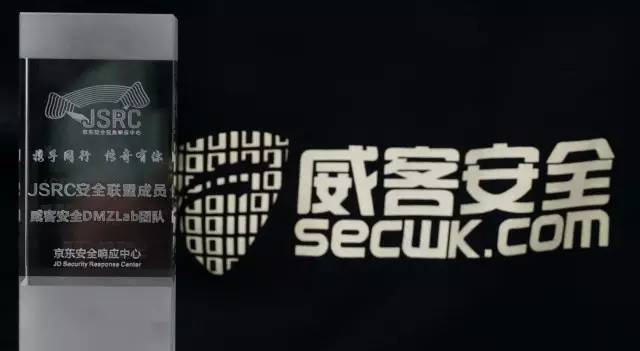 JSRC
京东安全应急响应中心
携手同行 传奇有你
JSRC安全联盟成员
威客安全DMZLab团队
京东安全响应中心
JD Security Response Center
威客安全
secwk.com